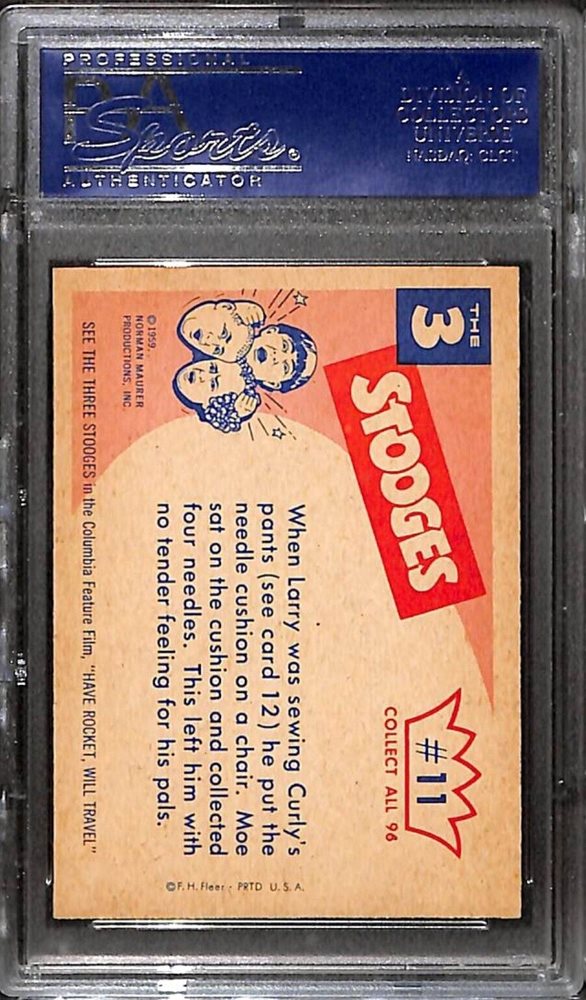 PROFESSIONAL
PSA
Sports
AUTHENTICATOR
A
DIVISION OF
COLLECTORS
UNIVERSE
NASDAQ: CLCT
THE
3
STOOGES
#11
COLLECT ALL 96
© 1959.
NORMAN MAURER
PRODUCTIONS, INC.
When Larry was sewing Curly's
pants (see card 12) he put the
needle cushion on a chair. Moe
sat on the cushion and collected
four needles. This left him with
no tender feeling for his pals.
©F. H. Fleer - PRTD U. S. A.
SEE THE THREE STOOGES in the Columbia Feature Film, "HAVE ROCKET, WILL TRAVEL"